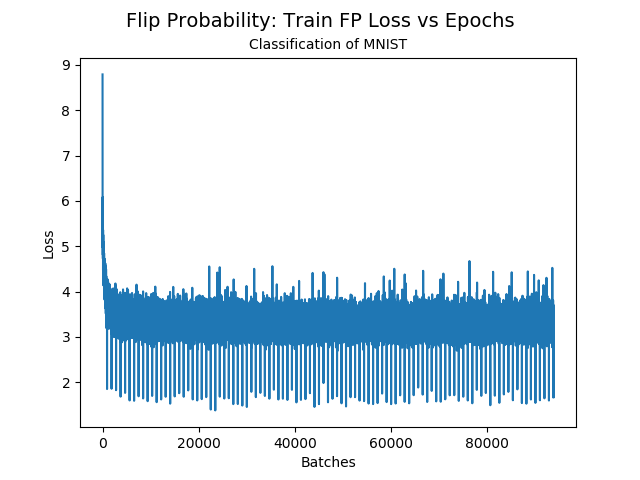 Flip Probability: Train FP Loss vs Epochs
Classification of MNIST
9
8
7
6
5
4
3
2
Loss
0 20000 40000 60000 80000
Batches